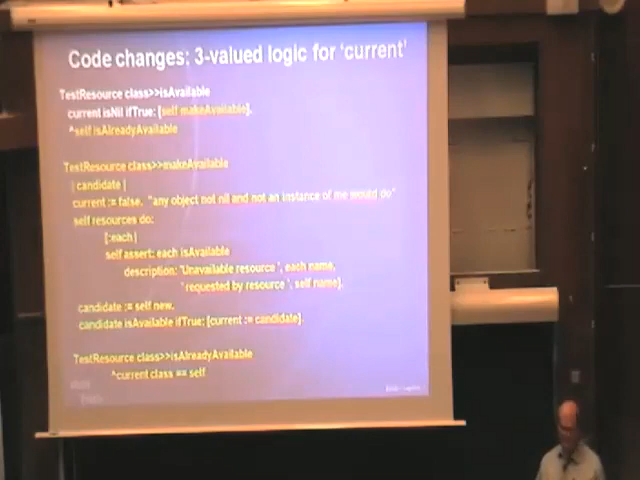 Code changes: 3-valued logic for 'current'
TestResource class>>isAvailable
current isNil ifTrue: [self makeAvailable].
^self isAlreadyAvailable
TestResource class>>makeAvailable
| candidate |
current := false. "any object not nil and not an instance of me would do"
self resources do:
[:each |
self assert: each isAvailable
description: 'Unavailable resource ', each name,
' requested by resource ', self name].
candidate := self new.
candidate isAvailable ifTrue: [current := candidate].
TestResource class>>isAlreadyAvailable
^current class == self